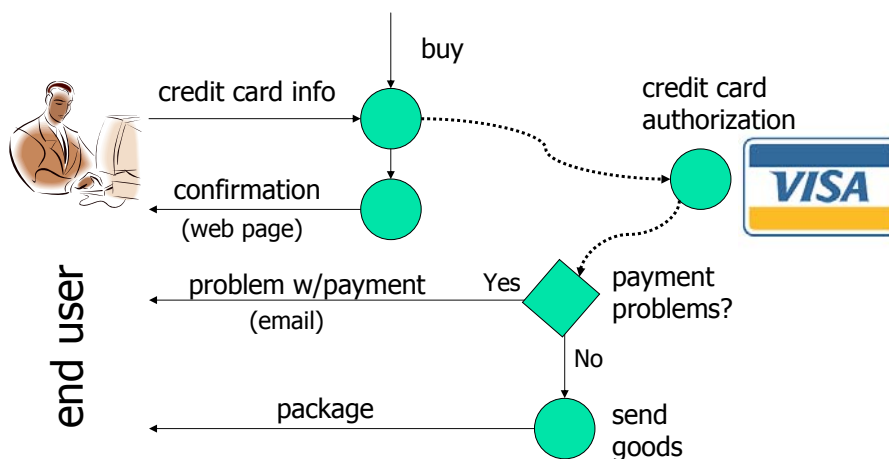 buy
credit card info
credit card
authorization
VISA
confirmation
(web page)
problem w/payment
(email)
Yes
payment
problems?
No
package
send
goods
end user